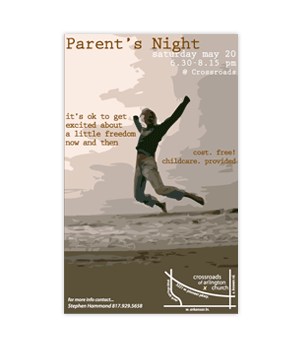 Parent's Night
saturday may 20
6.30-8.15 pm
@ Crossroads
it's ok to get
excited about
a little freedom
now and then
cost. free!
childcare. provided
crossroads
of arlington
x church
for more info contact...
Stephen Hammond 817.929.5658